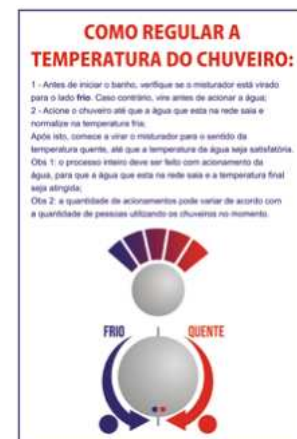 COMO REGULAR A
TEMPERATURA DO CHUVEIRO:
1 - Antes de iniciar o banho, verifique se o misturador está virado
para o lado frio. Caso contrário, vire antes de acionar a água;
2 - Acione o chuveiro até que a água que esta na rede saia e
normalize na temperature fria;
Após isto, comece a virar o misturador para o sentido da
temperatura quente, até que a temperatura da água seja satisfatória.
Obs 1: o processo inteiro deve ser feito com acionamento da
água, para que a água que esta na rede saia e a temperatura final
seja atingida;
Obs 2: a quantidade de acionamentos pode variar de acordo com
a quantidade de pessoas utilizando os chuveiros no momento.
FRIO QUENTE